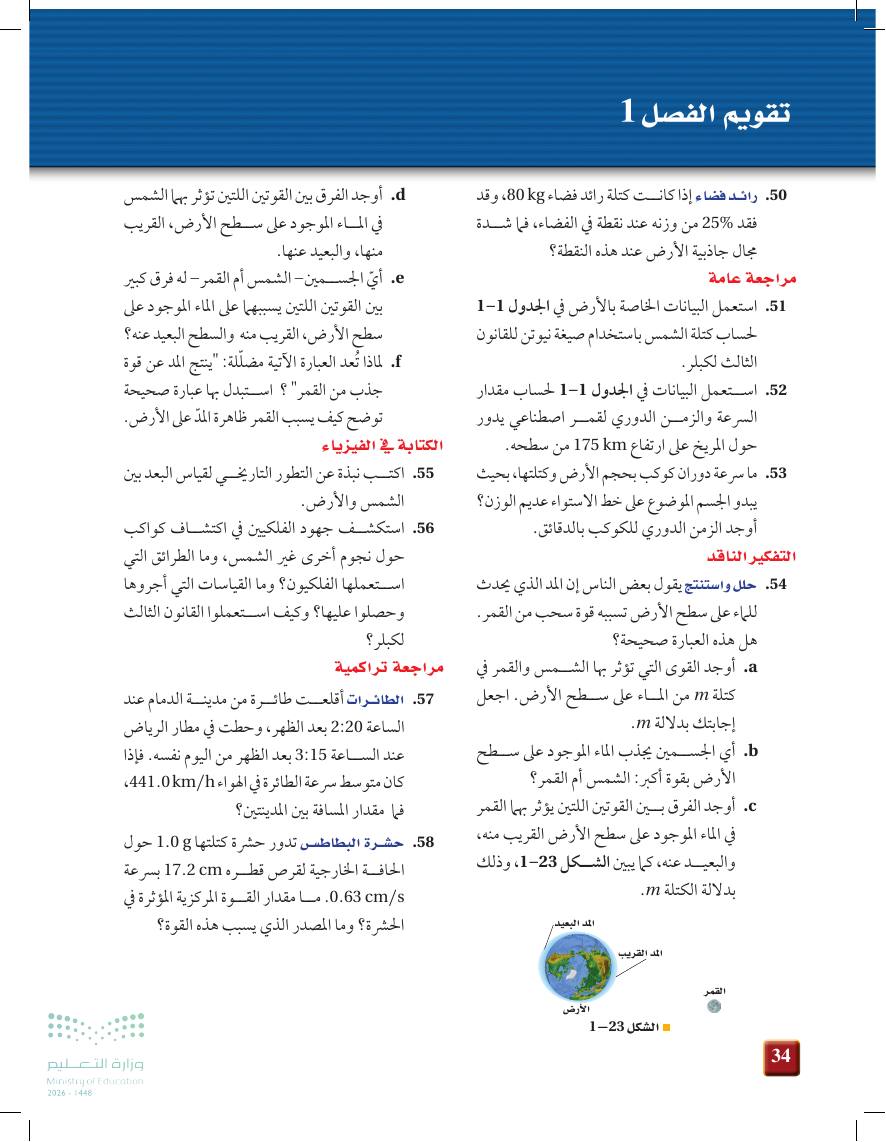 تقويم الفصل 1
50. رائد فضاء إذا كانت كتلة رائد فضاء 80 kg، وقد
فقد 25% من وزنه عند نقطة في الفضاء، فما شدة
مجال جاذبية الأرض عند هذه النقطة؟
مراجعة عامة
51. استعمل البيانات الخاصة بالأرض في الجدول 1–1
لحساب كتلة الشمس باستخدام صيغة نيوتن للقانون
الثالث لكبلر.
52. استعمل البيانات في الجدول 1–1 لحساب مقدار
السرعة والزمن الدوري لقمر اصطناعي يدور
حول المريخ على ارتفاع 175 km من سطحه.
53. ما سرعة دوران كوكب بحجم الأرض وكتلتها، بحيث
يبدو الجسم الموضوع على خط الاستواء عديم الوزن؟
أوجد الزمن الدوري للكوكب بالدقائق.
التفكير الناقد
54. حلل واستنتج يقول بعض الناس إن المد الذي يحدث
للماء على سطح الأرض تسببه قوة سحب من القمر.
هل هذه العبارة صحيحة؟
a. أوجد القوى التي تؤثر بها الشمس والقمر في
كتلة m من الماء على سطح الأرض. اجعل
إجابتك بدلالة m.
b. أي الجسمين يجذب الماء الموجود على سطح
الأرض بقوة أكبر: الشمس أم القمر؟
c. أوجد الفرق بين القوتين اللتين يؤثر بهما القمر
في الماء الموجود على سطح الأرض القريب منه،
والبعيد عنه، كما يبين الشكل 23–1، وذلك
بدلالة الكتلة m.
المد البعيد
المد القريب
القمر
الأرض
الشكل 23–1
d. أوجد الفرق بين القوتين اللتين تؤثر بهما الشمس
في الماء الموجود على سطح الأرض، القريب
منها، والبعيد عنها.
e. أيّ الجسمين– الشمس أم القمر– له فرق كبير
بين القوتين اللتين يسببهما على الماء الموجود على
سطح الأرض، القريب منه والسطح البعيد عنه؟
f. لماذا تُعد العبارة الآتية مضلّلة: "ينتج المد عن قوة
جذب من القمر" ؟ استبدل بها عبارة صحيحة
توضح كيف يسبب القمر ظاهرة المدّ على الأرض.
الكتابة في الفيزياء
55. اكتب نبذة عن التطور التاريخي لقياس البعد بين
الشمس والأرض.
56. استكشف جهود الفلكيين في اكتشاف كواكب
حول نجوم أخرى غير الشمس، وما الطرائق التي
استعملها الفلكيون؟ وما القياسات التي أجروها
وحصلوا عليها؟ وكيف استعملوا القانون الثالث
لكبلر؟
مراجعة تراكمية
57. الطائرات أقلعت طائرة من مدينة الدمام عند
الساعة 2:20 بعد الظهر، وحطت في مطار الرياض
عند الساعة 3:15 بعد الظهر من اليوم نفسه. فإذا
كان متوسط سرعة الطائرة في الهواء 441.0 km/h،
فما مقدار المسافة بين المدينتين؟
58. حشرة البطاطس تدور حشرة كتلتها 1.0 g حول
الحافة الخارجية لقرص قطره 17.2 cm بسرعة
0.63 cm/s. ما مقدار القوة المركزية المؤثرة في
الحشرة؟ وما المصدر الذي يسبب هذه القوة؟
وزارة التعليم
Ministry of Education
2026 - 1448
34